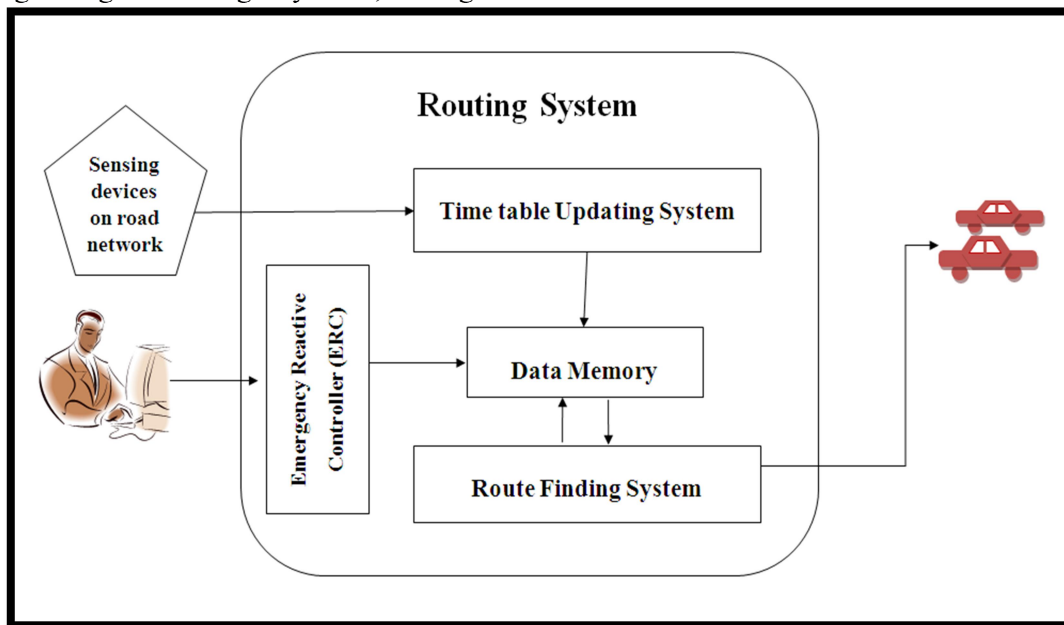 Routing System
Sensing
devices
on road
network
Time table Updating System
Emergency Reactive
Controller (ERC)
Data Memory
Route Finding System